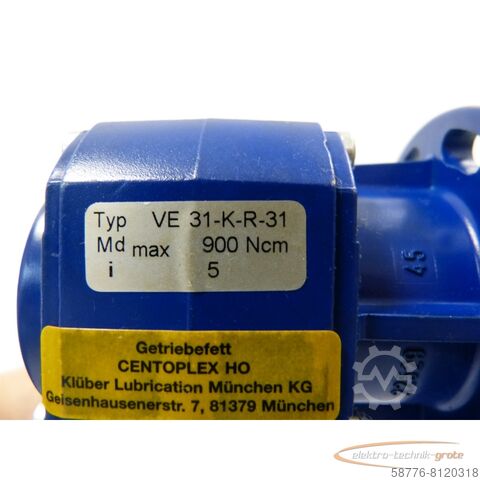 Typ VE 31-K-R-31
Md max 900 Ncm
i 5
Getriebefett
CENTOPLEX HO
Klüber Lubrication München KG
Geisenhausenerstr. 7, 81379 München
45
elektro-technik-grote
58776-8120318